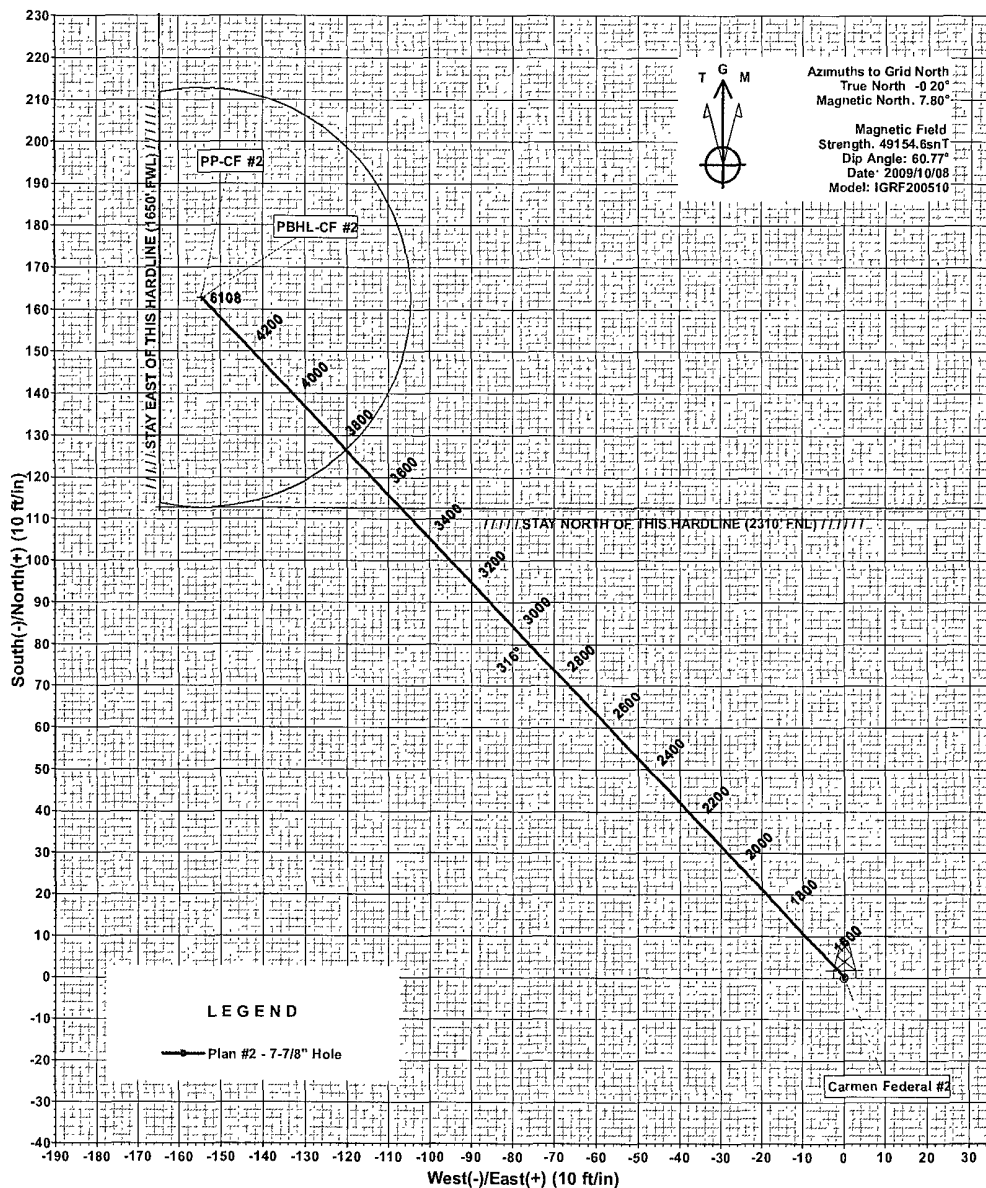 230
220
210
200
190
180
170
160
150
140
130
120
110
100
90
80
70
60
50
40
30
20
10
0
-10
-20
-30
-40
South(-)/North(+) (10 ft/in)
T G M
Azimuths to Grid North
True North -0 20°
Magnetic North. 7.80°
Magnetic Field
Strength. 49154.6snT
Dip Angle: 60.77°
Date· 2009/10/08
Model: IGRF200510
PP-CF #2
PBHL-CF #2
///// STAY EAST OF THIS HARDLINE (1650' FWL) //////
6108
4200
4000
3800
3600
3400
///// STAY NORTH OF THIS HARDLINE (2310' FNL) //////
3200
3000
316°
2800
2600
2400
2200
2000
1800
1600
LEGEND
Plan #2 - 7-7/8" Hole
Carmen Federal #2
-190 -180 -170 -160 -150 -140 -130 -120 -110 -100 -90 -80 -70 -60 -50 -40 -30 -20 -10 0 10 20 30
West(-)/East(+) (10 ft/in)